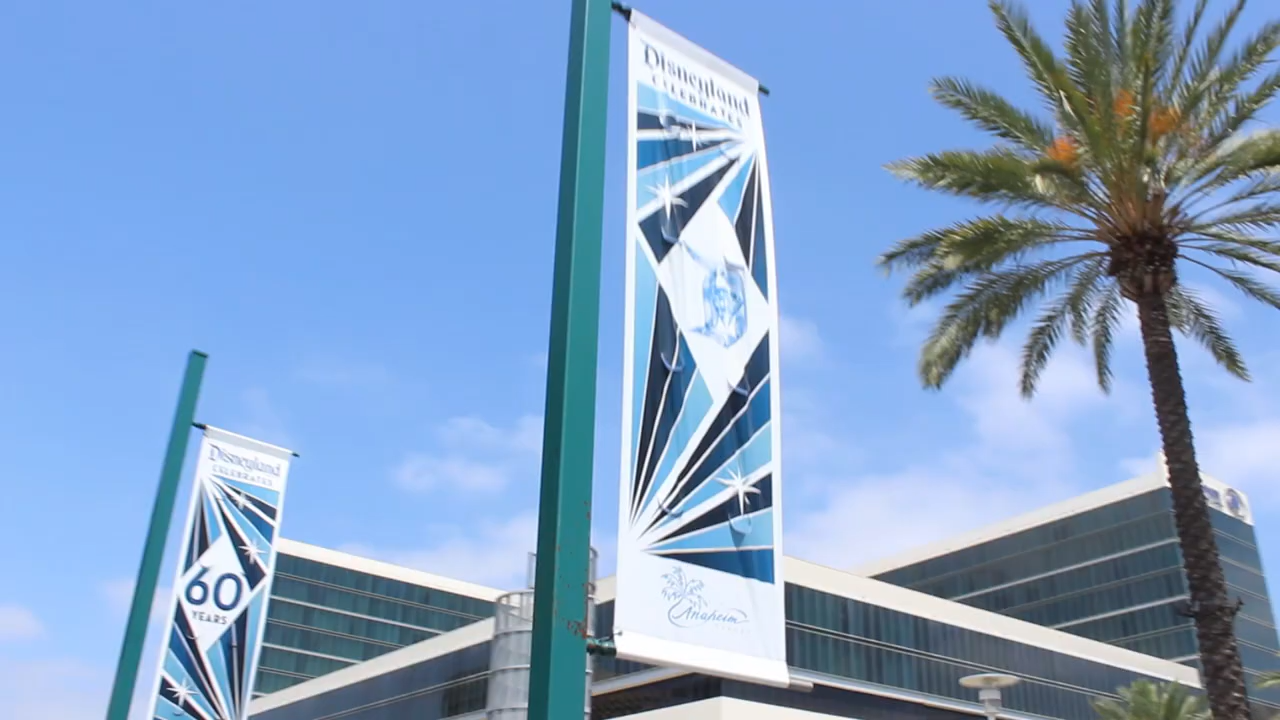 Disneyland
CELEBRATES
Anaheim
Disneyland
CELEBRATES
60
YEARS